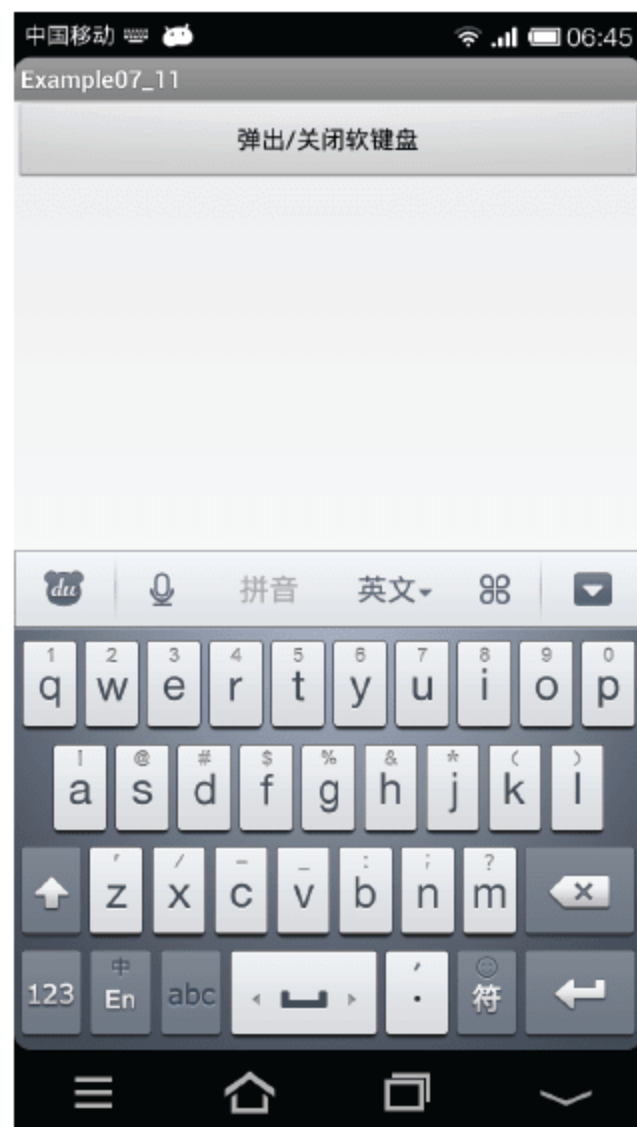 中国移动 06:45
Example07_11
弹出/关闭软键盘
du 拼音 英文
1 2 3 4 5 6 7 8 9 0
q w e r t y u i o p
! @ # $ % & * ( )
a s d f g h j k l
' / - _ : ; ?
z x c v b n m
中 ,
123 En abc . 符